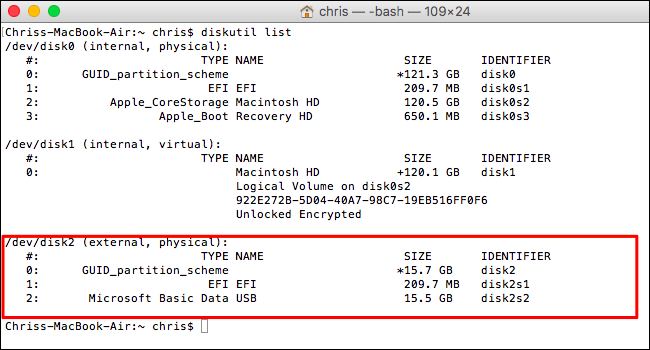 chris — -bash — 109×24
Chriss-MacBook-Air:~ chris$ diskutil list
/dev/disk0 (internal, physical):
#: TYPE NAME SIZE IDENTIFIER
0: GUID_partition_scheme *121.3 GB disk0
1: EFI EFI 209.7 MB disk0s1
2: Apple_CoreStorage Macintosh HD 120.5 GB disk0s2
3: Apple_Boot Recovery HD 650.1 MB disk0s3
/dev/disk1 (internal, virtual):
#: TYPE NAME SIZE IDENTIFIER
0: Macintosh HD +120.1 GB disk1
Logical Volume on disk0s2
922E272B-5D04-40A7-98C7-19EB516FF0F6
Unlocked Encrypted
/dev/disk2 (external, physical):
#: TYPE NAME SIZE IDENTIFIER
0: GUID_partition_scheme *15.7 GB disk2
1: EFI EFI 209.7 MB disk2s1
2: Microsoft Basic Data USB 15.5 GB disk2s2
Chriss-MacBook-Air:~ chris$